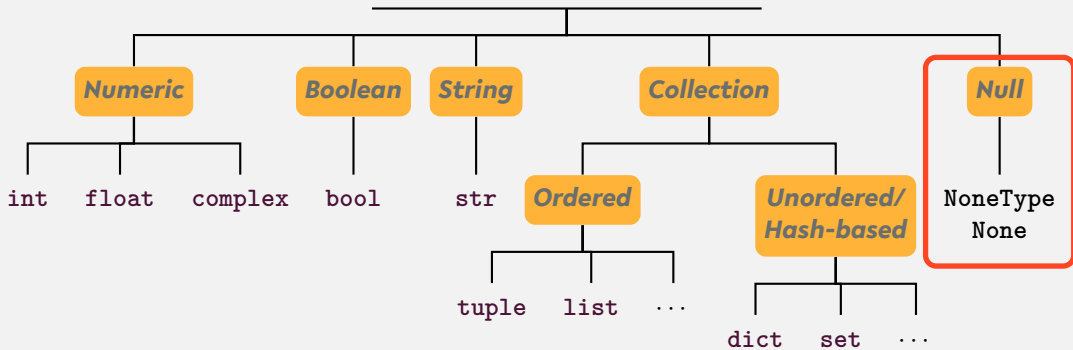 Numeric Boolean String Collection Null
int float complex bool str Ordered Unordered/ NoneType
Hash-based None
tuple list ...
dict set ...